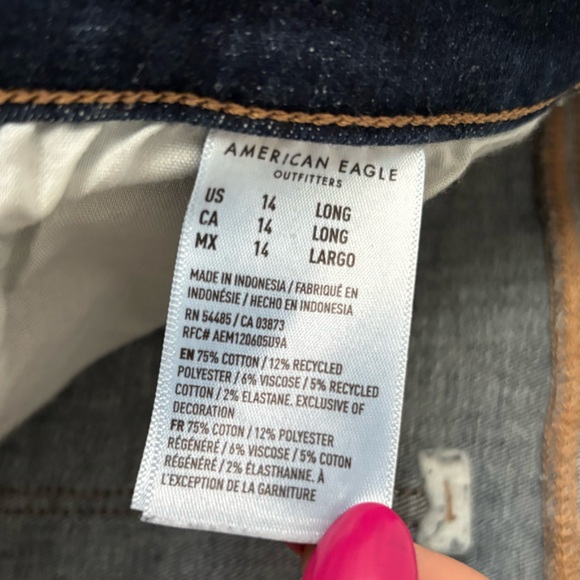 AMERICAN EAGLE
OUTFITTERS
US 14 LONG
CA 14 LONG
MX 14 LARGO
MADE IN INDONESIA / FABRIQUÉ EN
INDONÉSIE / HECHO EN INDONESIA
RN 54485 / CA 03873
RFC# AEM120605U9A
EN 75% COTTON / 12% RECYCLED
POLYESTER / 6% VISCOSE / 5% RECYCLED
COTTON / 2% ELASTANE. EXCLUSIVE OF
DECORATION
FR 75% COTON / 12% POLYESTER
RÉGÉNÉRÉ / 6% VISCOSE / 5% COTON
RÉGÉNÉRÉ / 2% ÉLASTHANNE. À
L'EXCEPTION DE LA GARNITURE